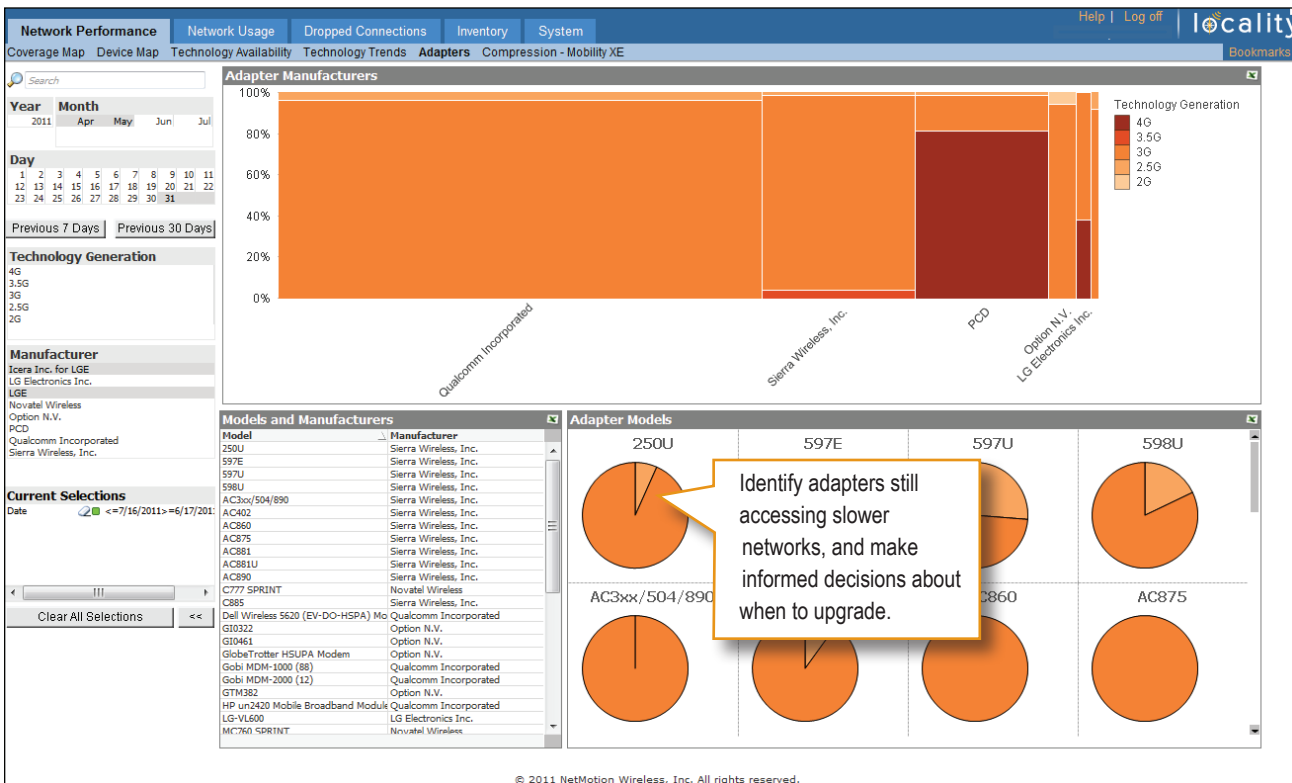 Help | Log off
locality
Network Performance Network Usage Dropped Connections Inventory System
Coverage Map Device Map Technology Availability Technology Trends Adapters Compression - Mobility XE
Bookmarks
Search
Year Month
2011 Apr May Jun Jul
Day
1 2 3 4 5 6 7 8 9 10 11
12 13 14 15 16 17 18 19 20 21 22
23 24 25 26 27 28 29 30 31
Previous 7 Days Previous 30 Days
Technology Generation
4G
3.5G
3G
2.5G
2G
Manufacturer
Icera Inc. for LGE
LG Electronics Inc.
LGE
Novatel Wireless
Option N.V.
PCD
Qualcomm Incorporated
Sierra Wireless, Inc.
Current Selections
Date <=7/16/2011>=6/17/201
Clear All Selections <<
Adapter Manufacturers
100%
80%
60%
40%
20%
0%
Qualcomm Incorporated
Sierra Wireless, Inc.
PCD
Option N.V.
LG Electronics Inc.
Technology Generation
4G
3.5G
3G
2.5G
2G
Models and Manufacturers
Model Manufacturer
250U Sierra Wireless, Inc.
597E Sierra Wireless, Inc.
597U Sierra Wireless, Inc.
598U Sierra Wireless, Inc.
AC3xx/504/890 Sierra Wireless, Inc.
AC402 Sierra Wireless, Inc.
AC860 Sierra Wireless, Inc.
AC875 Sierra Wireless, Inc.
AC881 Sierra Wireless, Inc.
AC881U Sierra Wireless, Inc.
AC890 Sierra Wireless, Inc.
C777 SPRINT Novatel Wireless
C885 Sierra Wireless, Inc.
Dell Wireless 5620 (EV-DO-HSPA) Mo Qualcomm Incorporated
GI0322 Option N.V.
GI0461 Option N.V.
GlobeTrotter HSUPA Modem Option N.V.
Gobi MDM-1000 (88) Qualcomm Incorporated
Gobi MDM-2000 (12) Qualcomm Incorporated
GTM382 Option N.V.
HP un2420 Mobile Broadband Module Qualcomm Incorporated
LG-VL600 LG Electronics Inc.
MC760 SPRINT Novatel Wireless
Adapter Models
250U 597E 597U 598U
Identify adapters still
accessing slower
networks, and make
informed decisions about
when to upgrade.
AC3xx/504/890 C860 AC875
© 2011 NetMotion Wireless, Inc. All rights reserved.